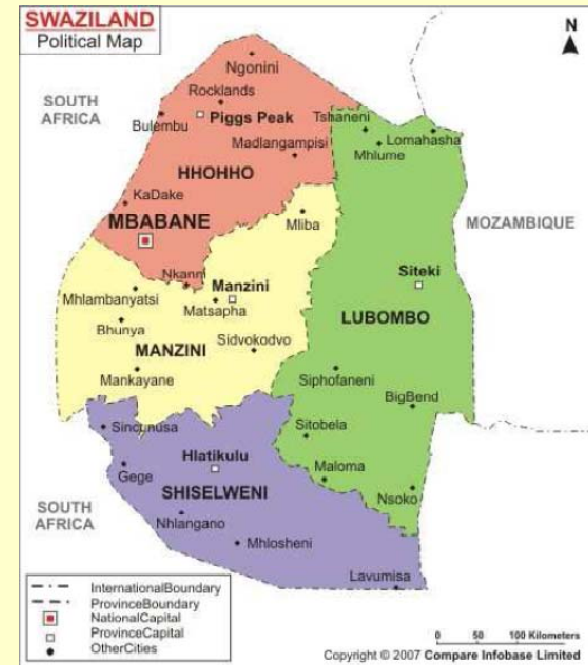 SWAZILAND
Political Map
N
Ngonini
SOUTH
AFRICA
Rocklands
Piggs Peak
Bulembu
Tshaneni
Lomahasha
Mhlume
Madlangampisi
HHOHHO
KaDake
MBABANE
Mliba
MOZAMBIQUE
Nkanni
Manzini
Siteki
Mhlambanyatsi
Matsapha
Bhunya
LUBOMBO
MANZINI
Sidvokodvo
Mankayane
Siphofaneni
BigBend
Sincunusa
Sitobela
Hlatikulu
Gege
Maloma
SHISELWENI
Nsoko
SOUTH
AFRICA
Nhlangano
Mhlosheni
Lavumisa
InternationalBoundary
ProvinceBoundary
NationalCapital
ProvinceCapital
OtherCities
0 50 100 Kilometers
Copyright © 2007 Compare Infobase Limited